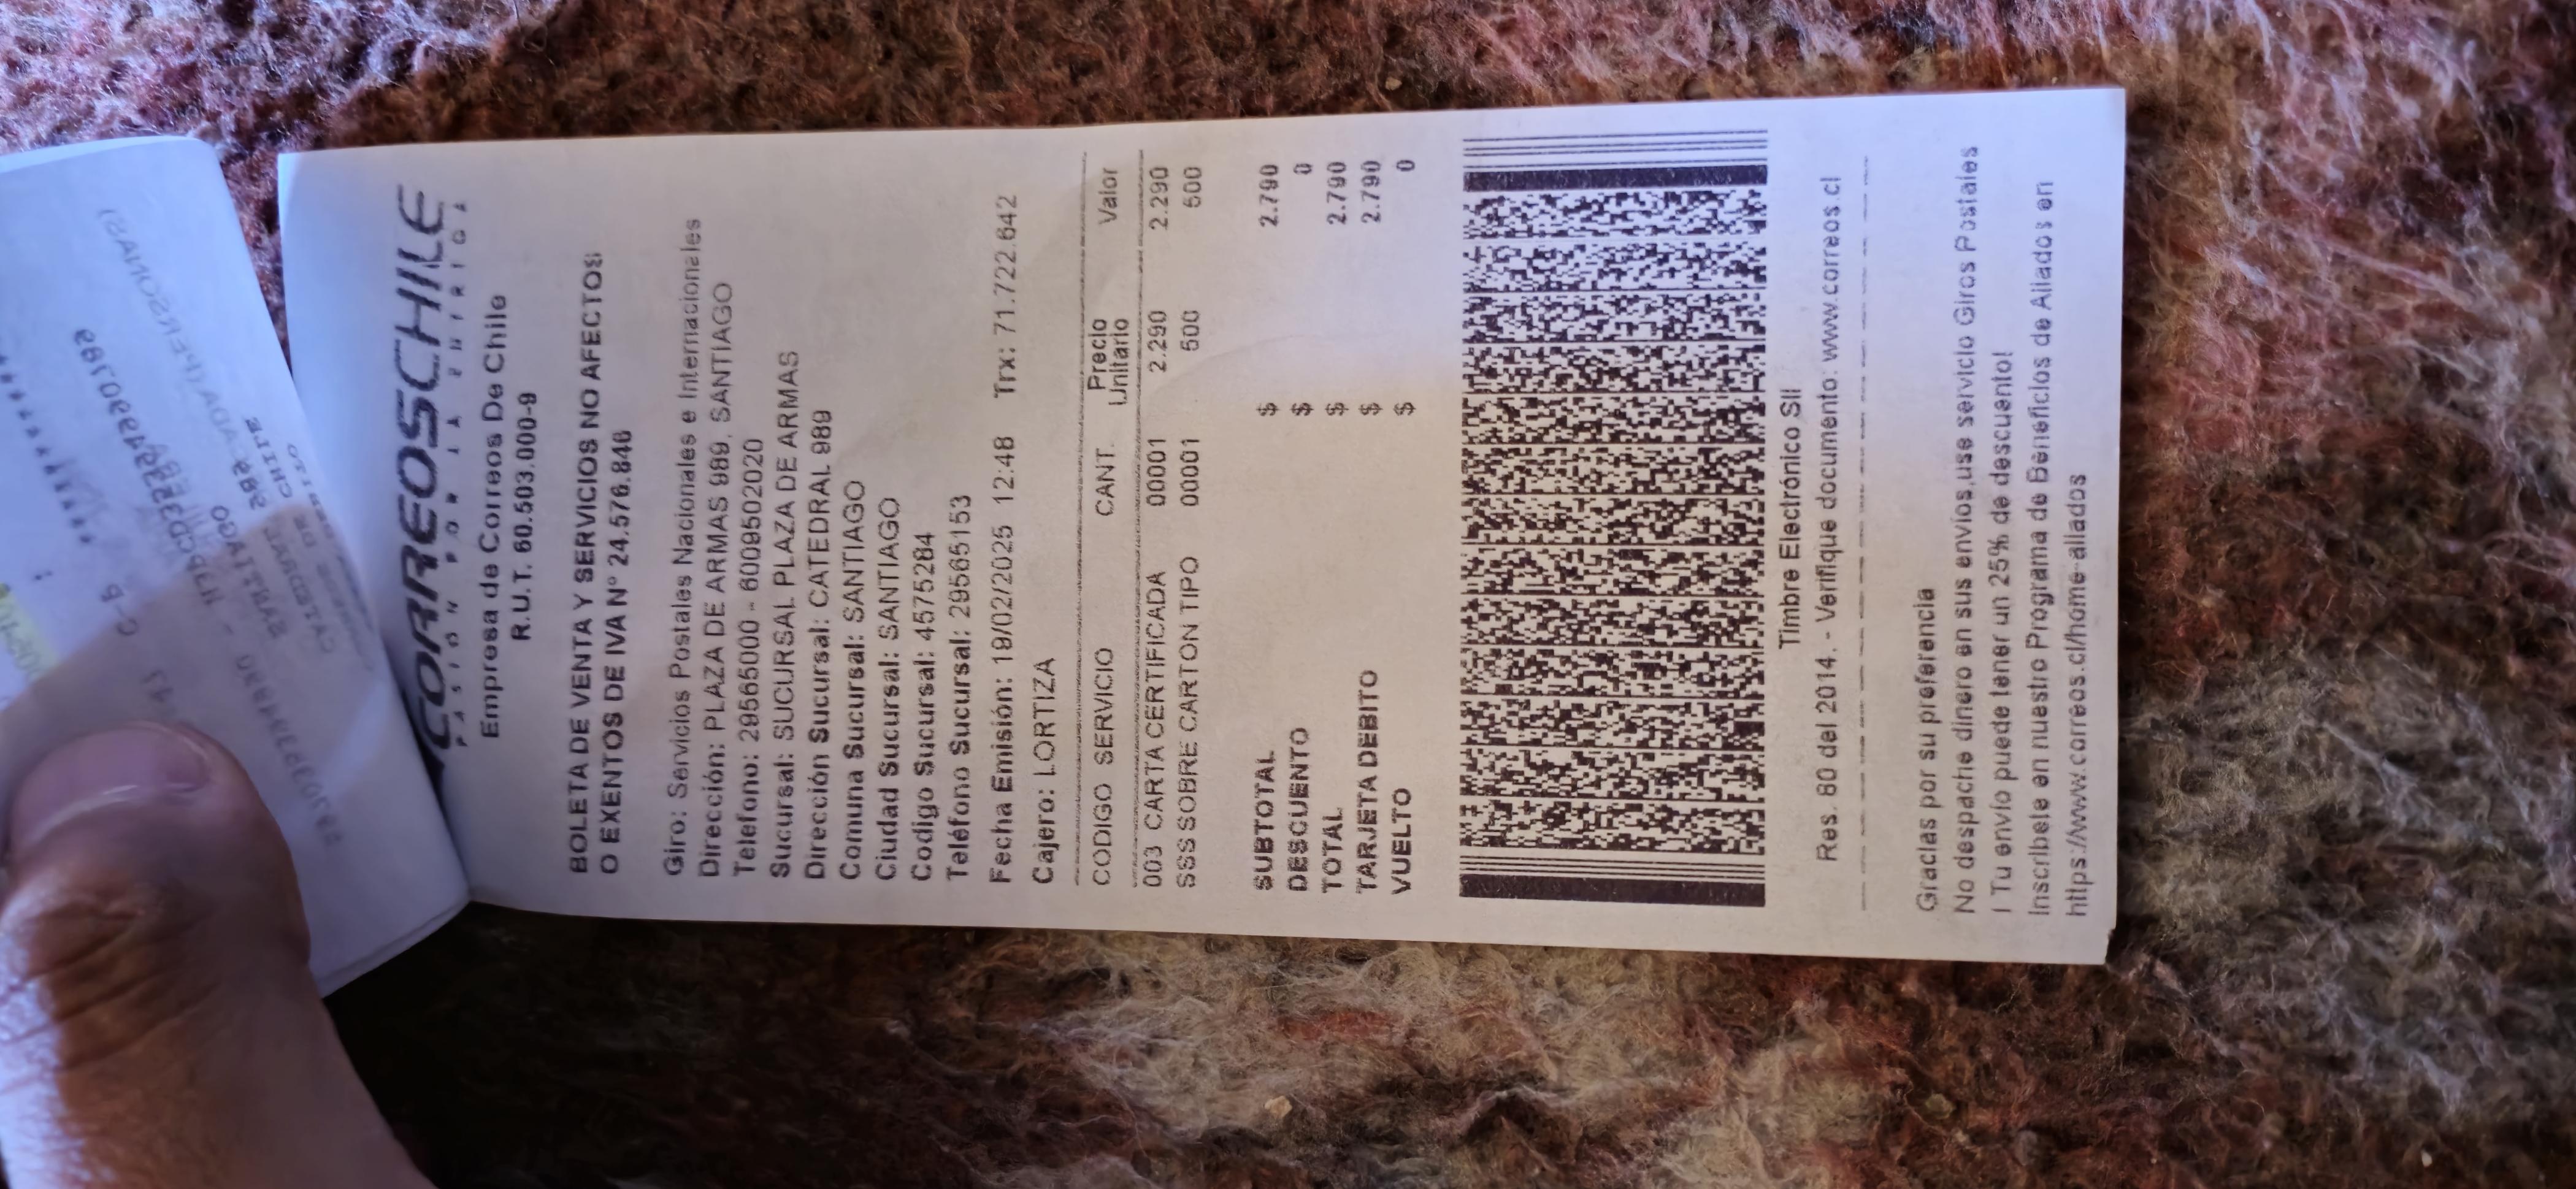 CORREOSCHILE
PASIÓN POR LA ENTREGA
Empresa de Correos De Chile
R.U.T. 60.503.000-9
BOLETA DE VENTA Y SERVICIOS NO AFECTOS
O EXENTOS DE IVA N° 24.576.846
Giro: Servicios Postales Nacionales e Internacionales
Dirección: PLAZA DE ARMAS 989, SANTIAGO
Telefono: 29565000 - 6009502020
Sucursal: SUCURSAL PLAZA DE ARMAS
Dirección Sucursal: CATEDRAL 989
Comuna Sucursal: SANTIAGO
Ciudad Sucursal: SANTIAGO
Codigo Sucursal: 4575284
Teléfono Sucursal: 29565153
Fecha Emisión: 19/02/2025 12:48 Trx: 71.722.642
Cajero: LORTIZA
CODIGO SERVICIO CANT. Precio Unitario Valor
003 CARTA CERTIFICADA 00001 2.290 2.290
SSS SOBRE CARTON TIPO 00001 500 500
SUBTOTAL $ 2.790
DESCUENTO $ 0
TOTAL $ 2.790
TARJETA DEBITO $ 2.790
VUELTO $ 0
Timbre Electrónico SII
Res. 80 del 2014. - Verifique documento: www.correos.cl
Gracias por su preferencia
No despache dinero en sus envios,use servicio Giros Postales
! Tu envío puede tener un 25% de descuento!
Inscríbete en nuestro Programa de Beneficios de Aliados en
https://www.correos.cl/home-aliados